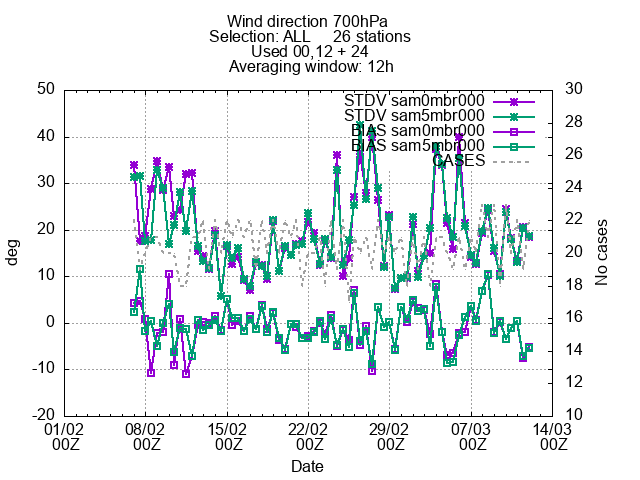 Wind direction 700hPa
Selection: ALL 26 stations
Used 00,12 + 24
Averaging window: 12h
STDV sam0mbr000
STDV sam5mbr000
BIAS sam0mbr000
BIAS sam5mbr000
CASES
deg
50
40
30
20
10
0
-10
-20
No cases
30
28
26
24
22
20
18
16
14
12
10
01/02 08/02 15/02 22/02 29/02 07/03 14/03
00Z 00Z 00Z 00Z 00Z 00Z 00Z
Date